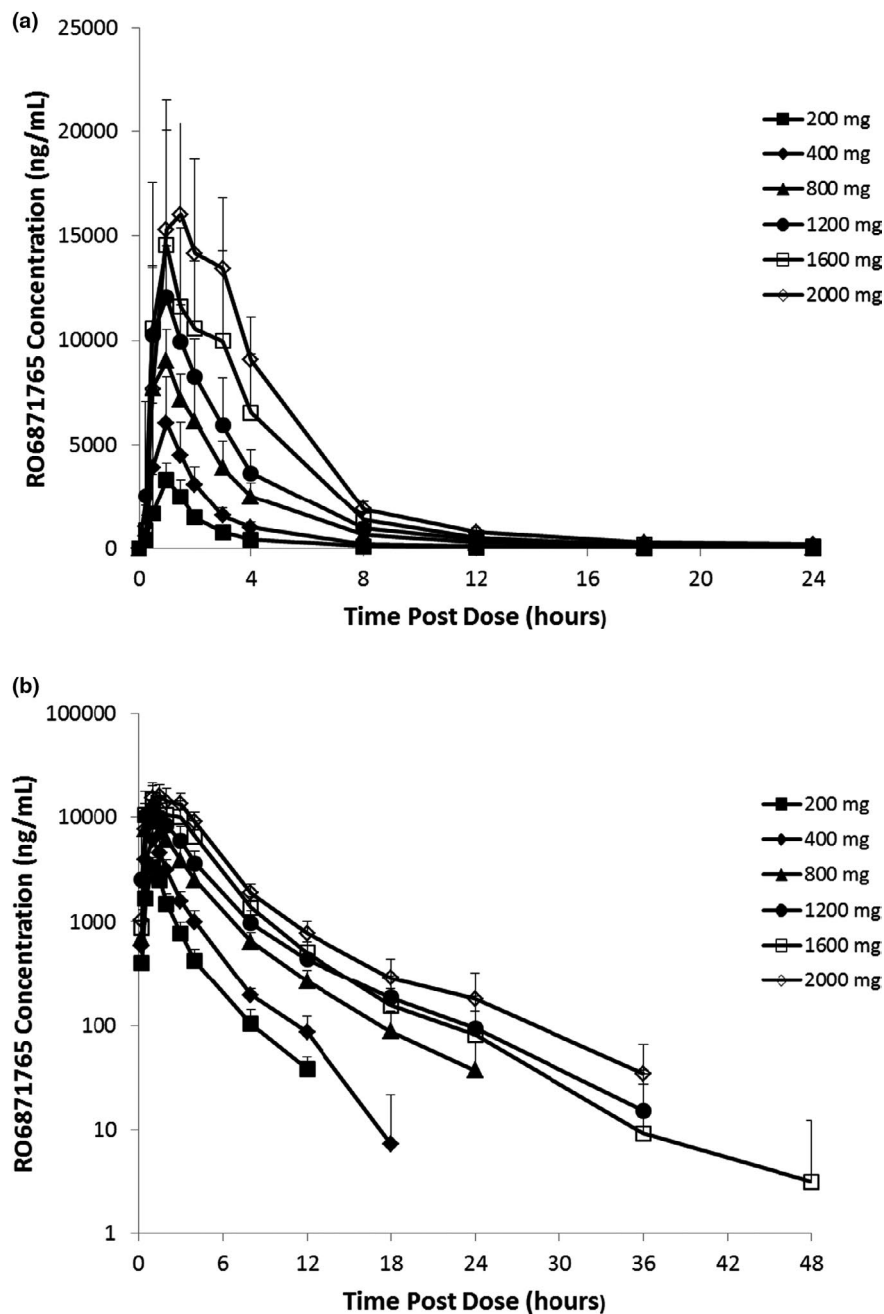 (a)
RO6871765 Concentration (ng/mL)
25000
20000
15000
10000
5000
0
0 4 8 12 16 20 24
Time Post Dose (hours)
200 mg
400 mg
800 mg
1200 mg
1600 mg
2000 mg
(b)
RO6871765 Concentration (ng/mL)
100000
10000
1000
100
10
1
0 6 12 18 24 30 36 42 48
Time Post Dose (hours)
200 mg
400 mg
800 mg
1200 mg
1600 mg
2000 mg